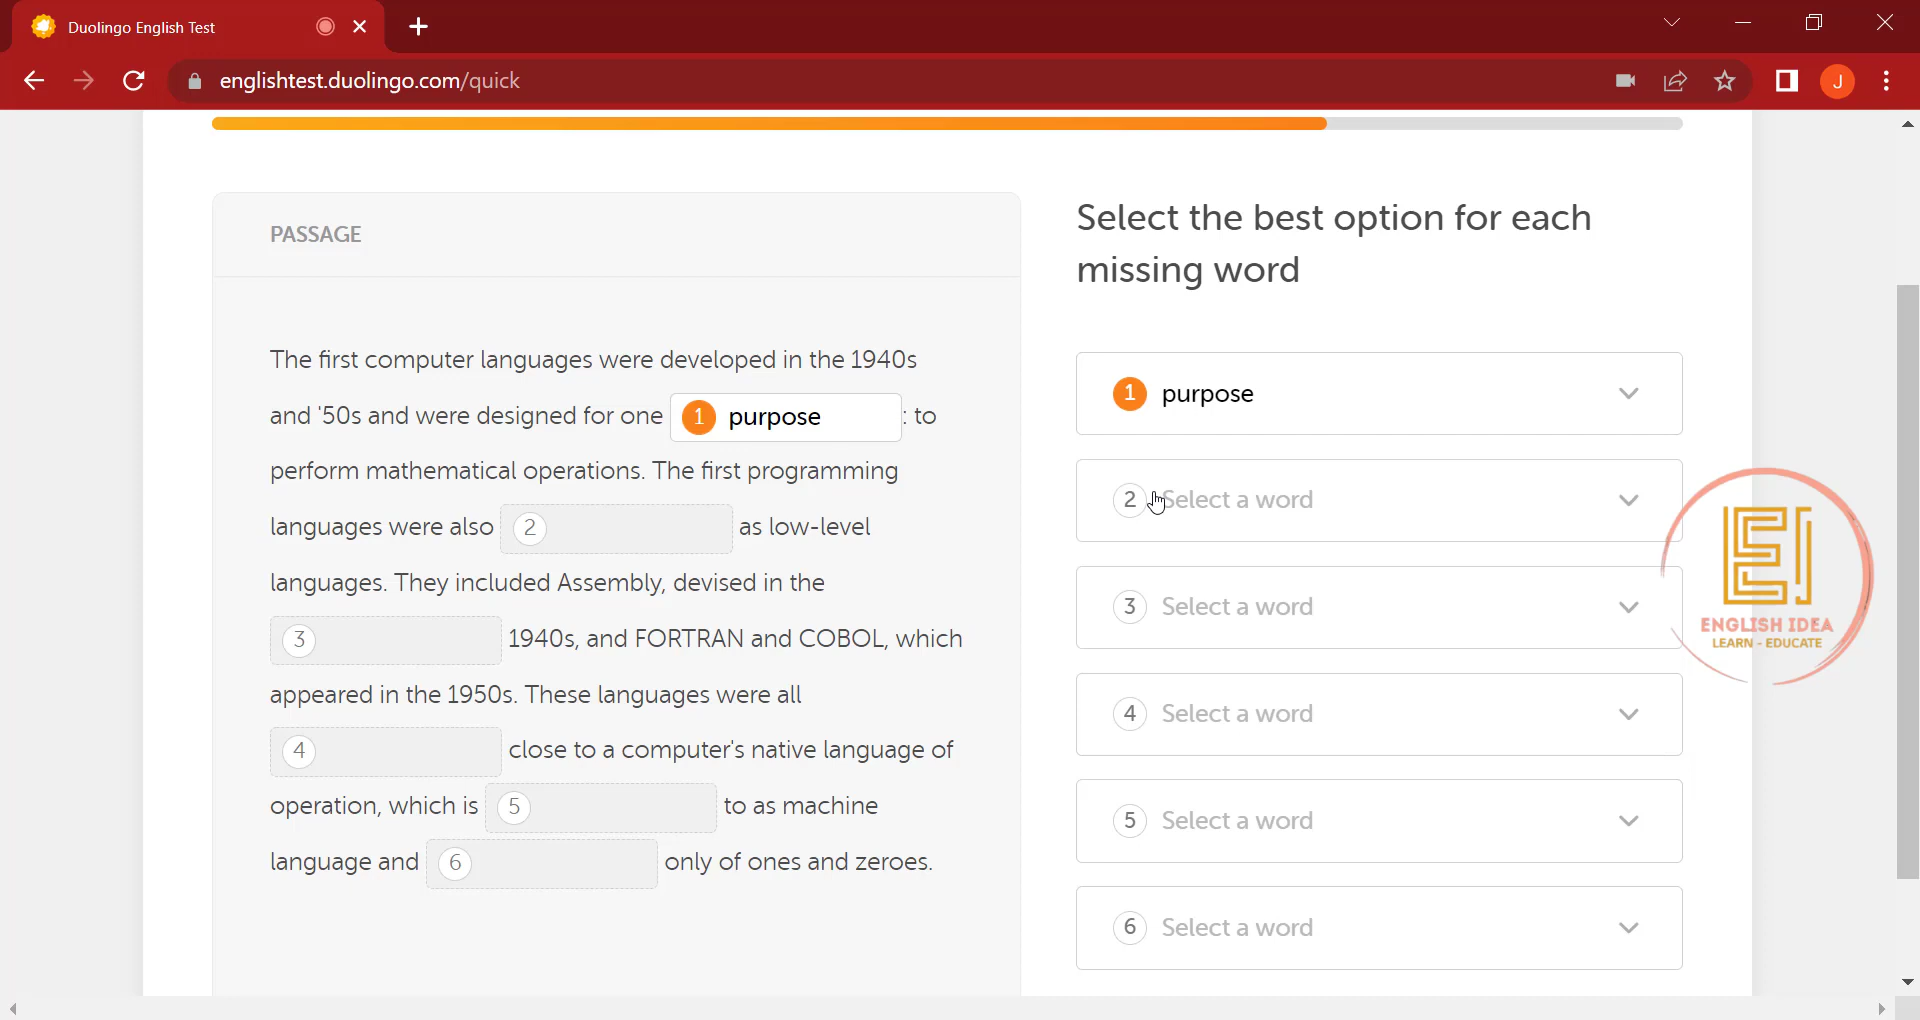 Duolingo English Test
englishtest.duolingo.com/quick
J
PASSAGE
The first computer languages were developed in the 1940s
and '50s and were designed for one 1 purpose : to
perform mathematical operations. The first programming
languages were also 2 as low-level
languages. They included Assembly, devised in the
3 1940s, and FORTRAN and COBOL, which
appeared in the 1950s. These languages were all
4 close to a computer's native language of
operation, which is 5 to as machine
language and 6 only of ones and zeroes.
Select the best option for each
missing word
1 purpose
2 Select a word
3 Select a word
4 Select a word
5 Select a word
6 Select a word
EI
ENGLISH IDEA
LEARN - EDUCATE